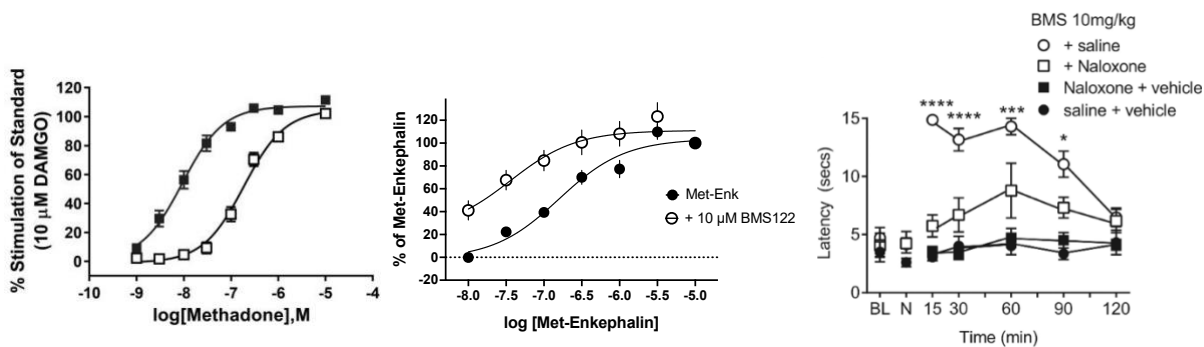 % Stimulation of Standard
(10 µM DAMGO)
120
100
80
60
40
20
0
-10
-9
-8
-7
-6
-5
-4
log[Methadone],M
% of Met-Enkephalin
140
120
100
80
60
40
20
0
-20
-8.0
-7.5
-7.0
-6.5
-6.0
-5.5
-5.0
log [Met-Enkephalin]
Met-Enk
+ 10 µM BMS122
BMS 10mg/kg
+ saline
+ Naloxone
Naloxone + vehicle
saline + vehicle
**** **** *** *
Latency (secs)
15
10
5
0
BL N 15 30 60 90 120
Time (min)